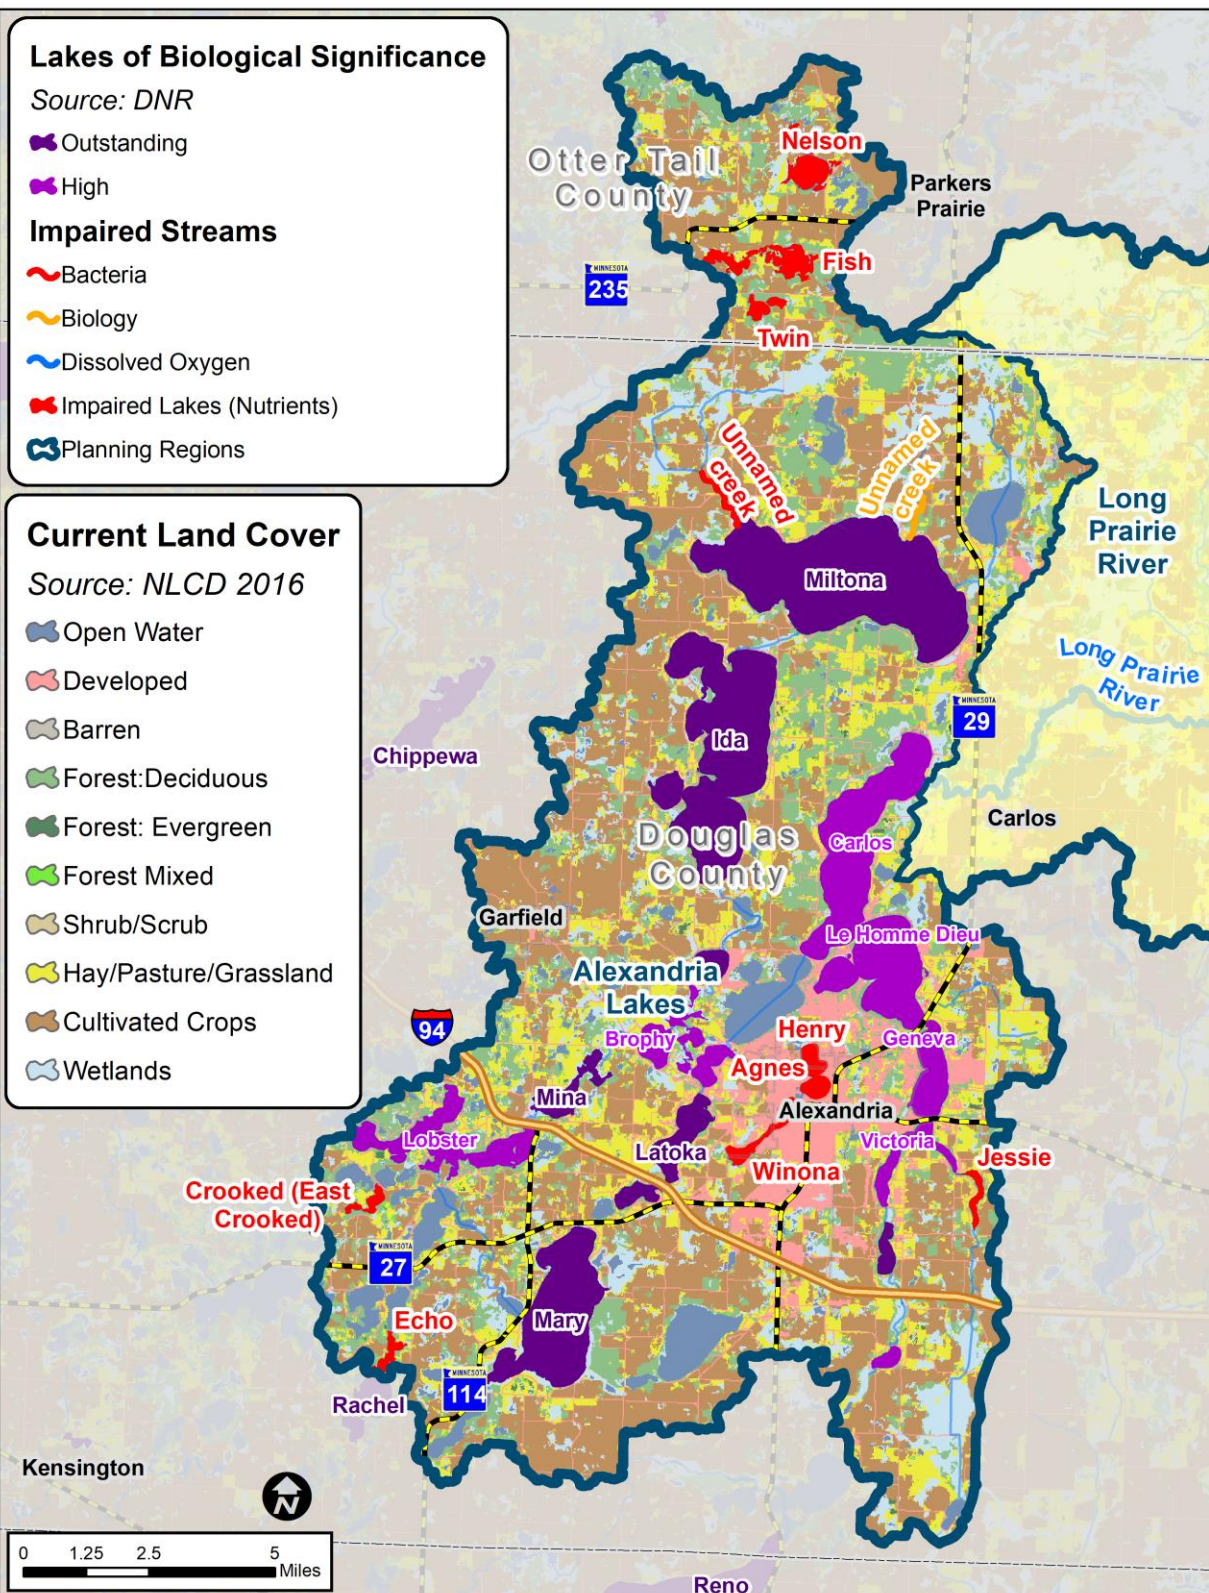 Lakes of Biological Significance
Source: DNR
Outstanding
High
Impaired Streams
Bacteria
Biology
Dissolved Oxygen
Impaired Lakes (Nutrients)
Planning Regions
Current Land Cover
Source: NLCD 2016
Open Water
Developed
Barren
Forest:Deciduous
Forest: Evergreen
Forest Mixed
Shrub/Scrub
Hay/Pasture/Grassland
Cultivated Crops
Wetlands
Nelson
Otter Tail
County
Parkers
Prairie
Fish
MINNESOTA
235
Twin
Unnamed
creek
Unnamed
creek
Long
Prairie
River
Miltona
Long Prairie
River
MINNESOTA
29
Ida
Chippewa
Carlos
Douglas
County
Carlos
Garfield
Le Homme Dieu
Alexandria
Lakes
94
Henry
Brophy
Geneva
Agnes
Mina
Alexandria
Lobster
Latoka
Victoria
Winona
Jessie
Crooked (East
Crooked)
MINNESOTA
27
Echo
Mary
MINNESOTA
114
Rachel
Kensington
N
0 1.25 2.5 5
Miles
Reno